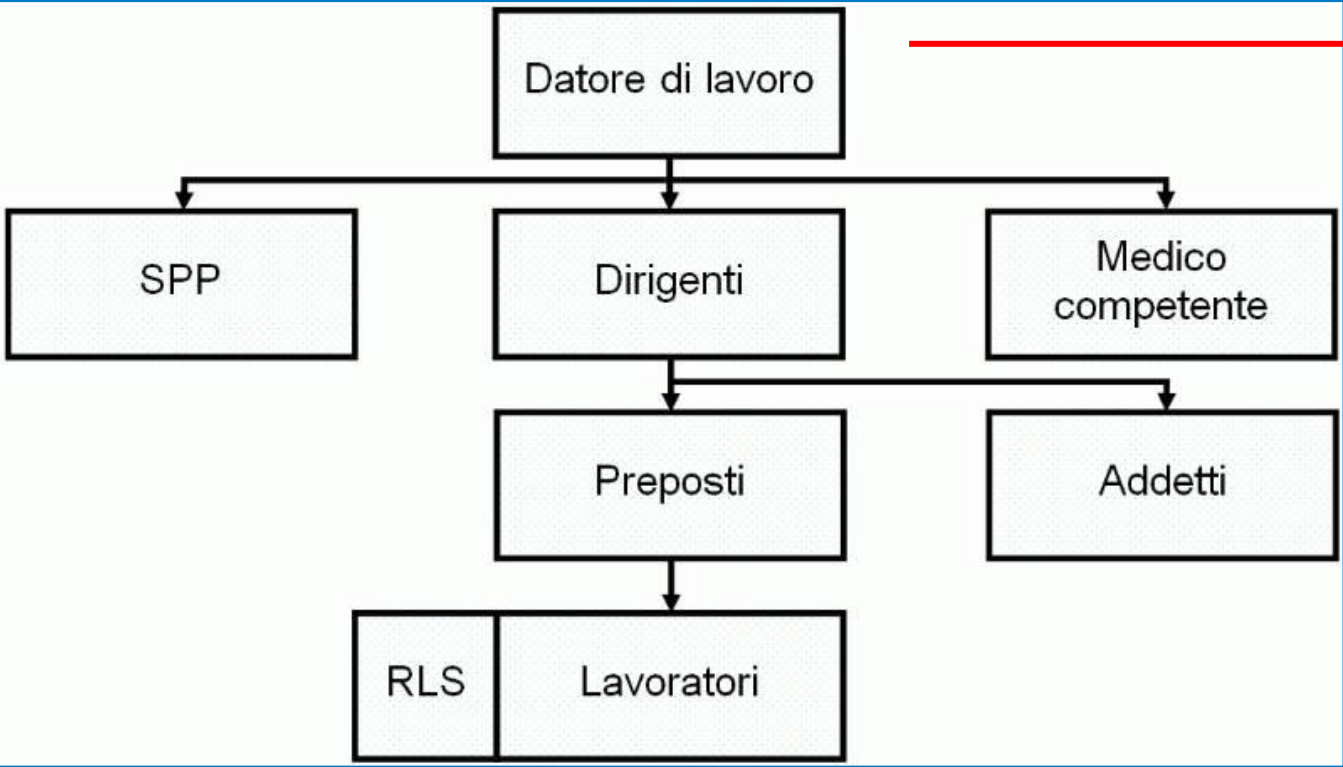 Datore di lavoro
SPP
Dirigenti
Medico
competente
Preposti
Addetti
RLS
Lavoratori